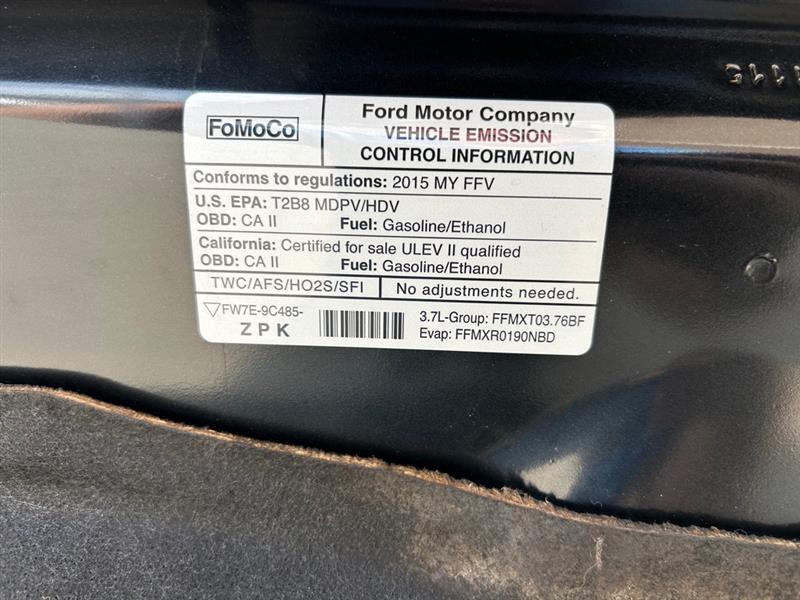 1115
FoMoCo
Ford Motor Company
VEHICLE EMISSION
CONTROL INFORMATION
Conforms to regulations: 2015 MY FFV
U.S. EPA: T2B8 MDPV/HDV
OBD: CA II Fuel: Gasoline/Ethanol
California: Certified for sale ULEV II qualified
OBD: CA II Fuel: Gasoline/Ethanol
TWC/AFS/HO2S/SFI No adjustments needed.
FW7E-9C485-
ZPK
3.7L-Group: FFMXT03.76BF
Evap: FFMXR0190NBD